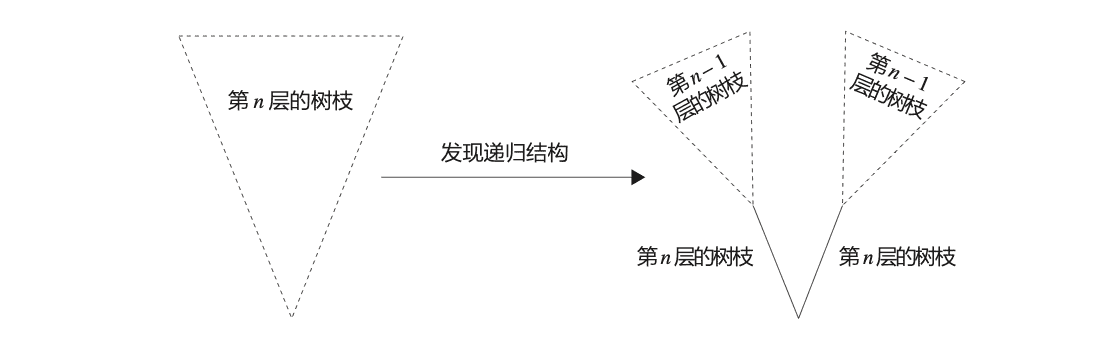 第 n 层的树枝
发现递归结构
第 n－1
层的树枝
第 n－1
层的树枝
第 n 层的树枝
第 n 层的树枝